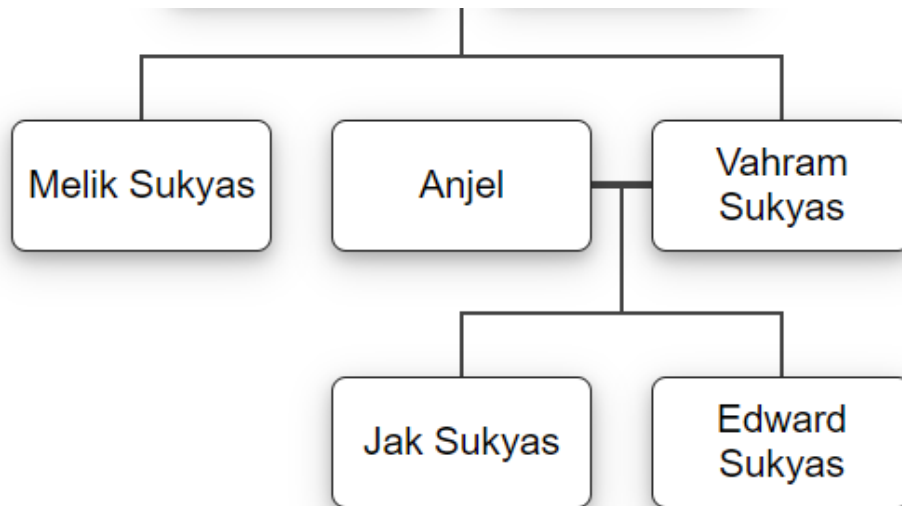 Melik Sukyas
Anjel
Vahram
Sukyas
Jak Sukyas
Edward
Sukyas